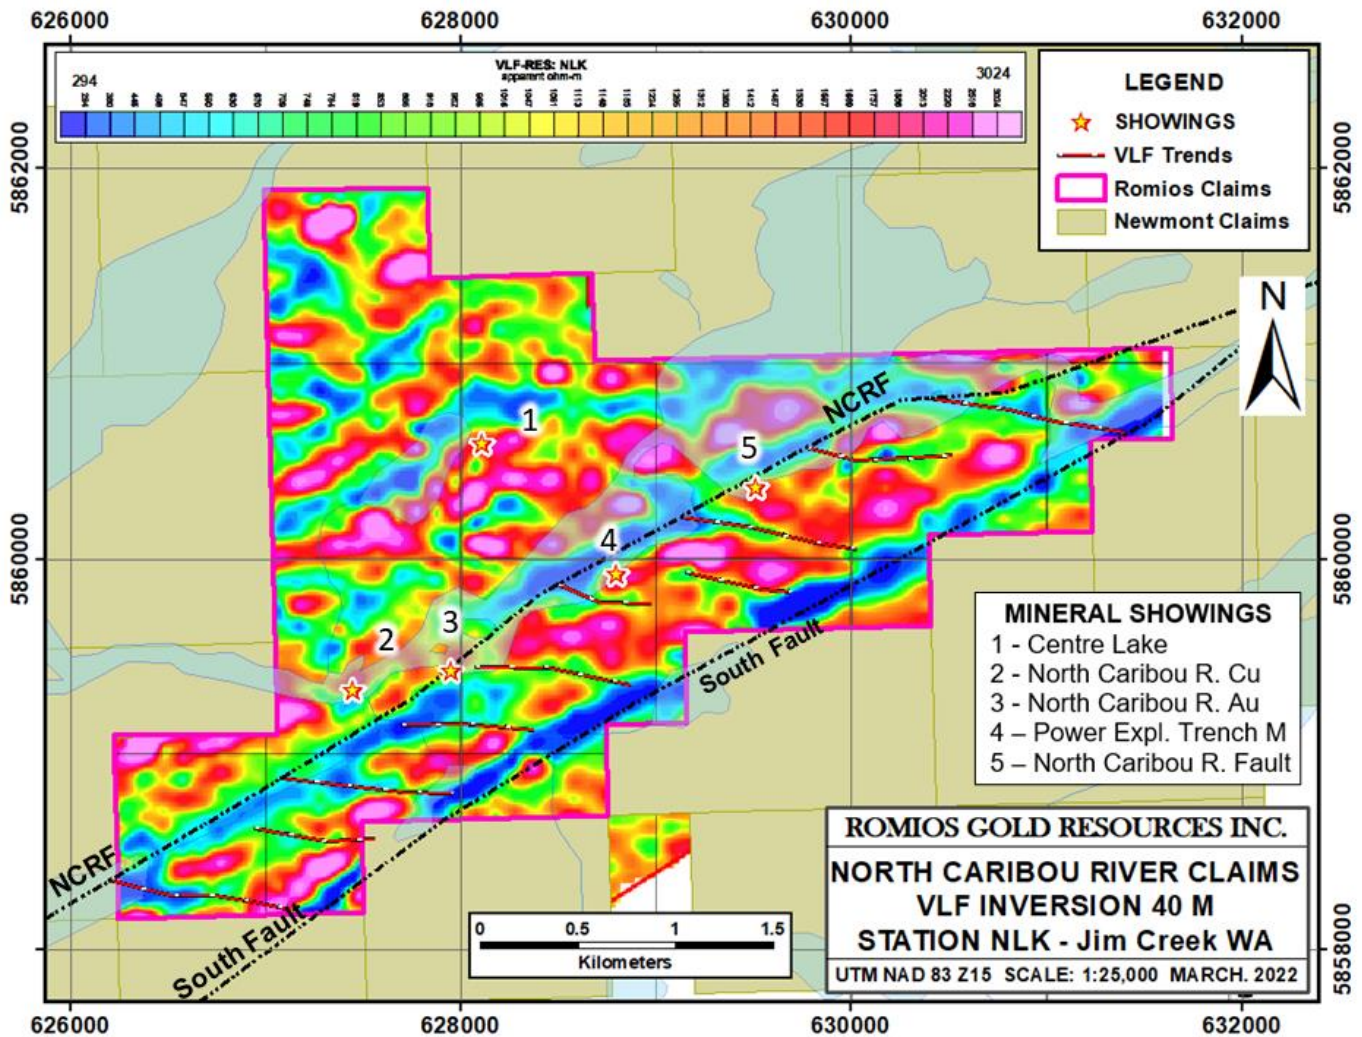 626000 628000 630000 632000
VLF-RES: NLK
apparent ohm-m
294 3024
LEGEND
SHOWINGS
VLF Trends
Romios Claims
Newmont Claims
5862000 5862000
N
1
NCRF
5
4
5860000 5860000
3
2
South Fault
MINERAL SHOWINGS
1 - Centre Lake
2 - North Caribou R. Cu
3 - North Caribou R. Au
4 – Power Expl. Trench M
5 – North Caribou R. Fault
NCRF
ROMIOS GOLD RESOURCES INC.
NORTH CARIBOU RIVER CLAIMS
VLF INVERSION 40 M
STATION NLK - Jim Creek WA
UTM NAD 83 Z15 SCALE: 1:25,000 MARCH. 2022
South Fault
0 0.5 1 1.5
Kilometers
5858000 5858000
626000 628000 630000 632000